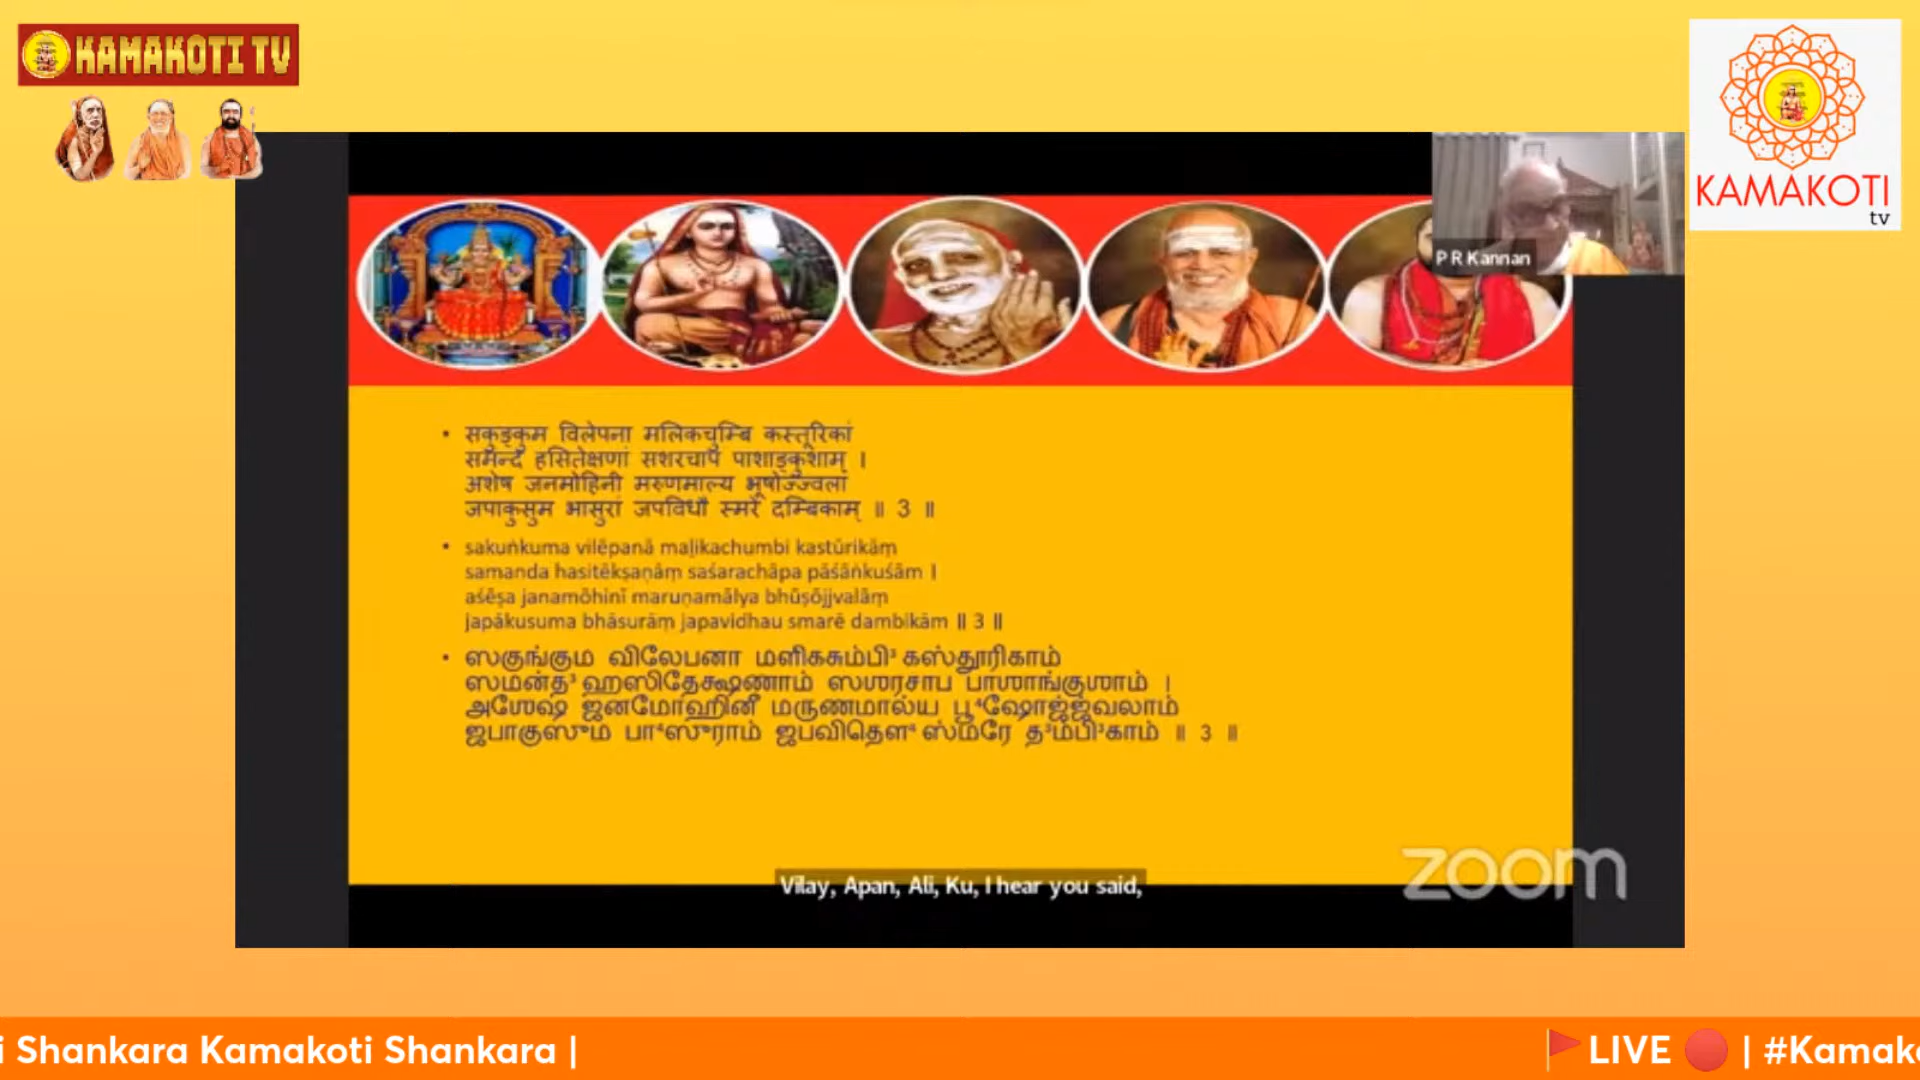 KAMAKOTI TV
KAMAKOTI
tv
P R Kannan
• सकुङ्कुम विलेपना मलिकचुम्बि कस्तूरिकां
समन्द हसितेक्षणां सशरचाप पाशाङ्कुशाम् ।
अशेष जनमोहिनी मरुणमाल्य भूषोज्ज्वलां
जपाकुसुम भासुरां जपविधौ स्मरे दम्बिकाम् ॥ 3 ॥
• sakuṅkuma vilēpanā maḷikachumbi kastūrikāṃ
samanda hasitēkṣaṇāṃ saśarachāpa pāśāṅkuśām ।
aśēṣa janamōhinī maruṇamālya bhūṣōjjvalāṃ
japākusuma bhāsurāṃ japavidhau smarē dambikām ॥ 3 ॥
• ஸகுங்கும விலேபனா மளிகசும்பி³ கஸ்தூரிகாம்
ஸமன்த³ ஹஸிதேக்ஷணாம் ஸஶரசாப பாஶாங்குஶாம் ।
அஶேஷ ஜனமோஹினீ மருணமால்ய பூ⁴ஷோஜ்ஜ்வலாம்
ஜபாகுஸும பா⁴ஸுராம் ஜபவிதௌ⁴ ஸ்மரே த³ம்பி³காம் ॥ 3 ॥
zoom
Vilay, Apan, Ali, Ku, I hear you said,
i Shankara Kamakoti Shankara |
LIVE | #Kamak